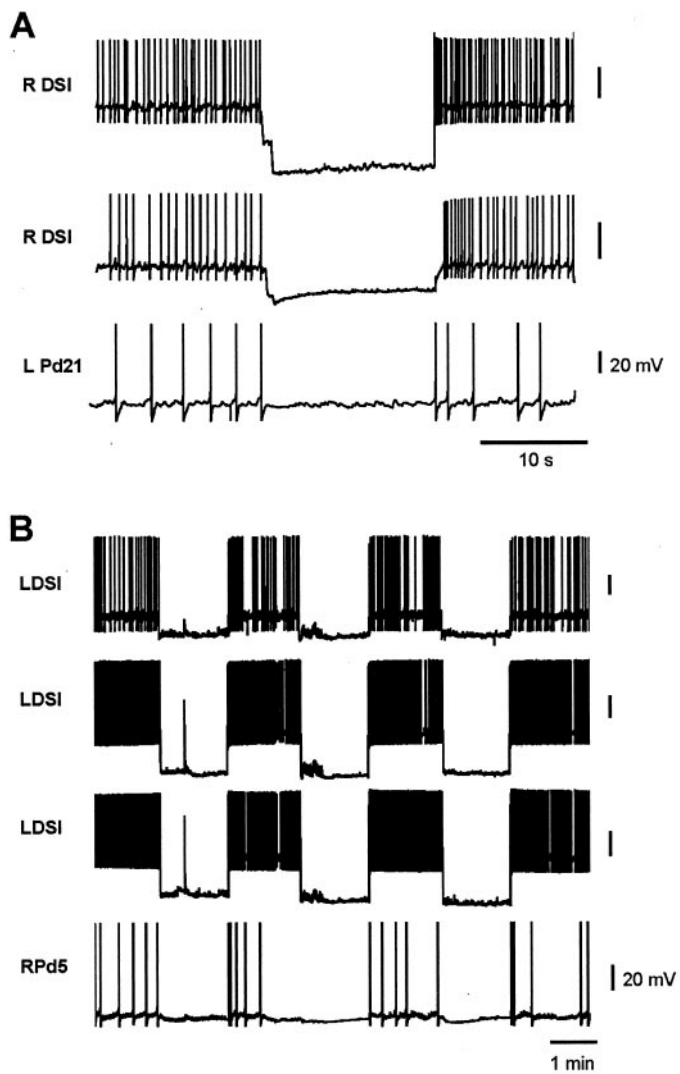 A
R DSI
R DSI
L Pd21
20 mV
10 s
B
LDSI
LDSI
LDSI
RPd5
20 mV
1 min